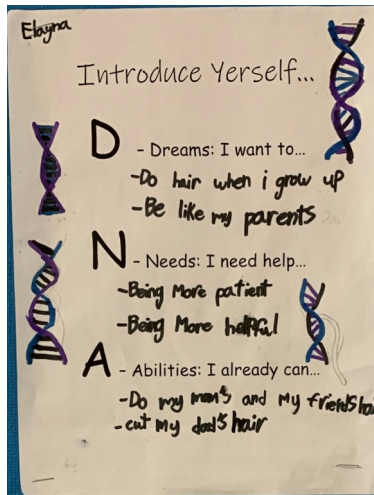 Elayna
Introduce Yerself...
D - Dreams: I want to...
-Do hair when i grow up
-Be like my parents
N - Needs: I need help...
-Being More patient
-Being More helpful
A - Abilities: I already can...
-Do my mom's and My friends hai
-cut my dad's hair